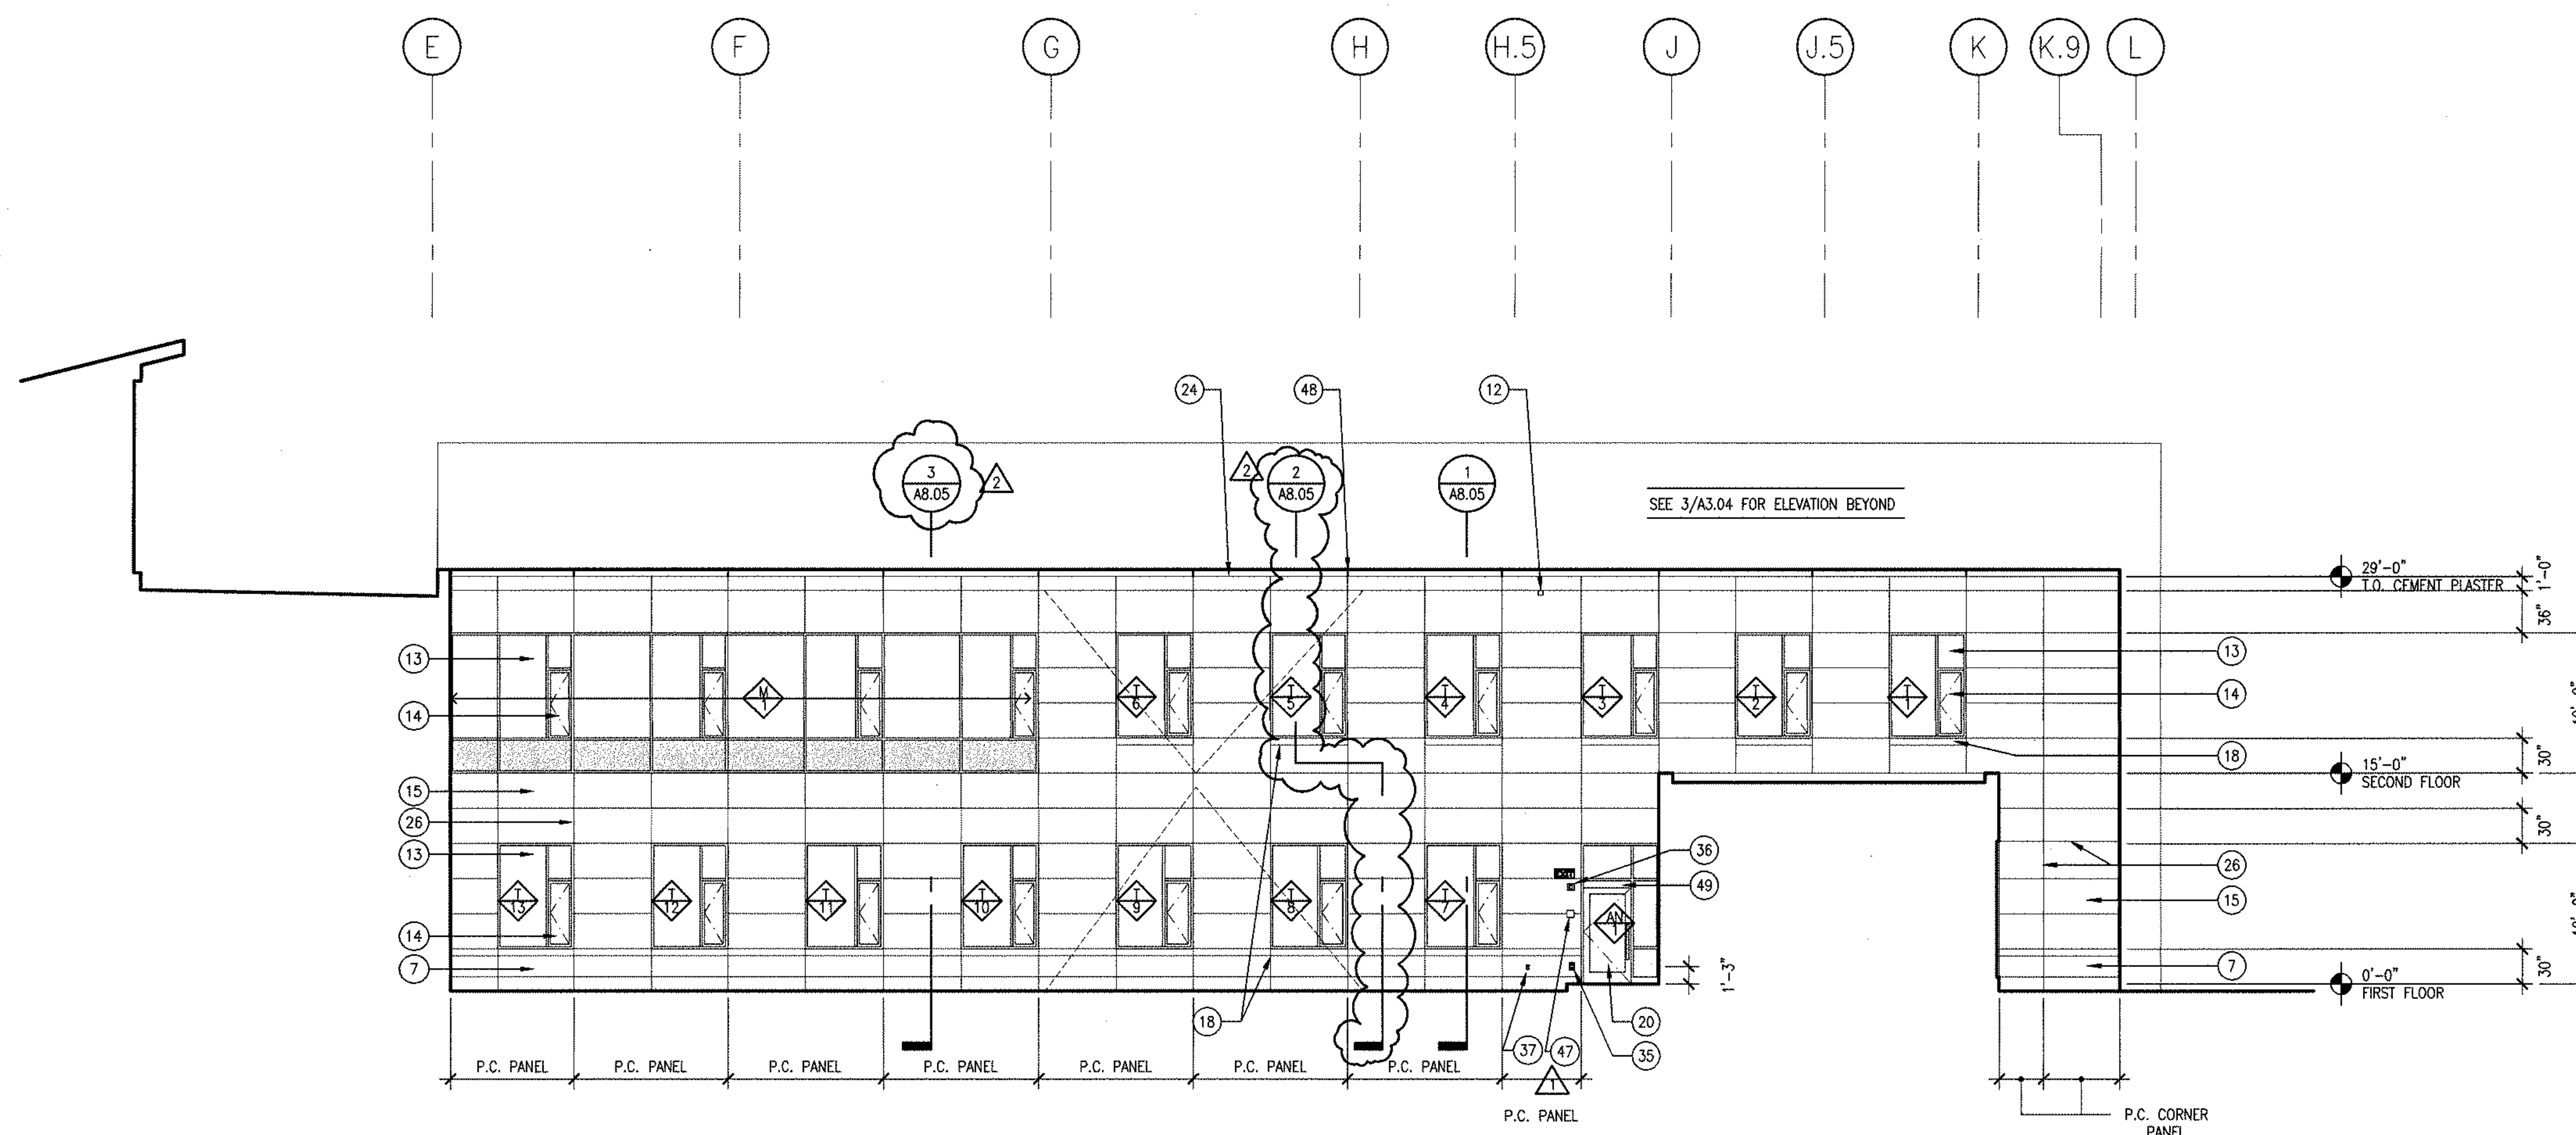 E F G H H.5 J J.5 K K.9 L
24 48 12
3
A8.05
2
2
2
A8.05
1
A8.05
SEE 3/A3.04 FOR ELEVATION BEYOND
29'-0"
T.O. CEMENT PLASTER
1'-0"
36"
13
14
M
1
T
6
T
5
T
4
T
3
T
2
T
1
13
14
18
30"
15'-0"
SECOND FLOOR
15
26
13
30"
36
49
26
15
T
13
T
12
T
11
T
10
T
9
T
8
T
7
AN
1
14
7
7
1'-3"
30"
0'-0"
FIRST FLOOR
18
20
37
47
35
P.C. PANEL P.C. PANEL P.C. PANEL P.C. PANEL P.C. PANEL P.C. PANEL P.C. PANEL
1
P.C. PANEL
P.C. CORNER
PANEL